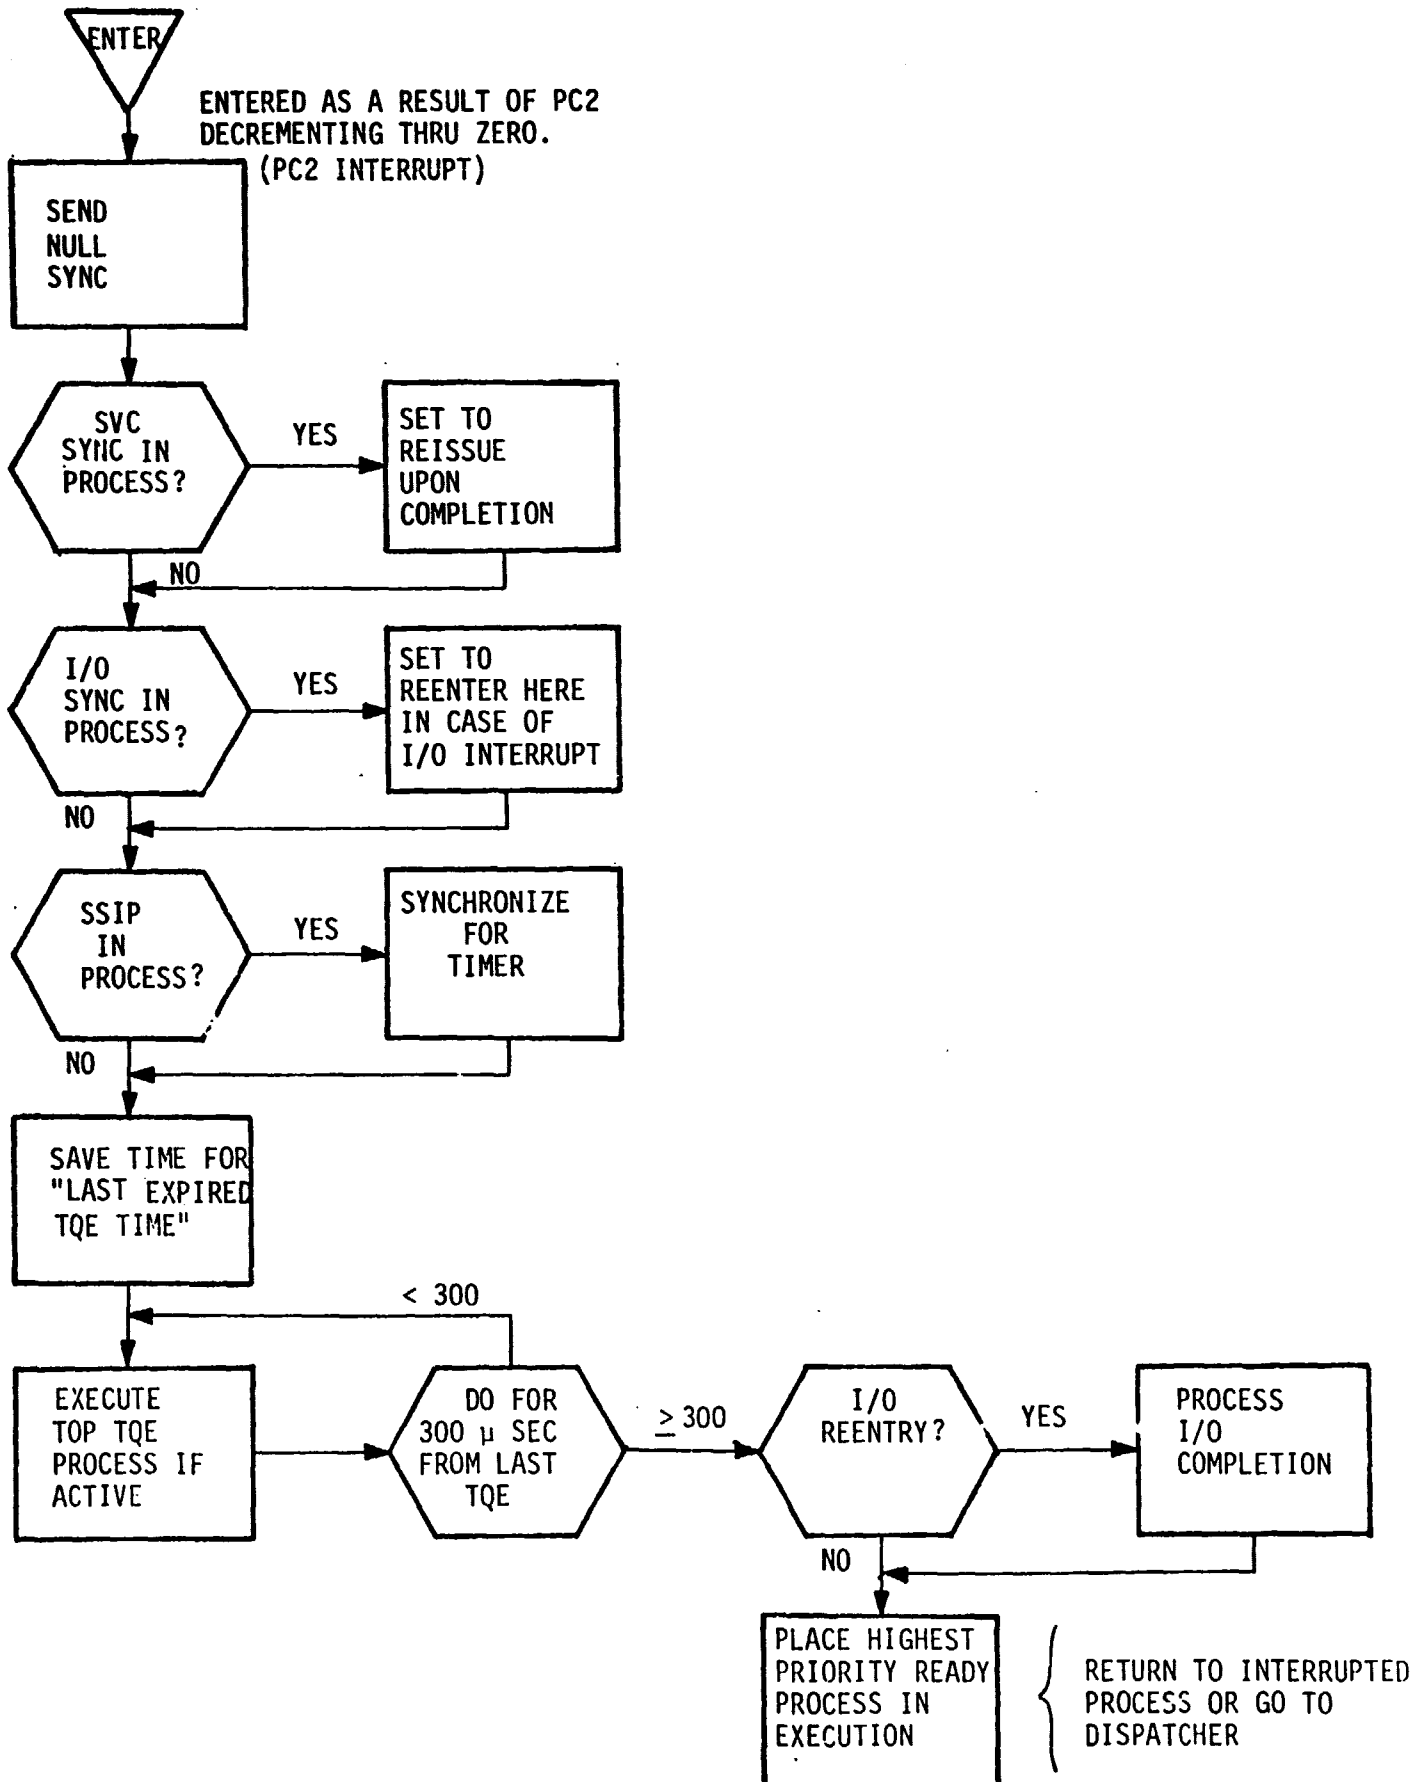 ENTER
ENTERED AS A RESULT OF PC2
DECREMENTING THRU ZERO.
(PC2 INTERRUPT)
SEND
NULL
SYNC
SVC
SYNC IN
PROCESS?
YES
SET TO
REISSUE
UPON
COMPLETION
NO
I/O
SYNC IN
PROCESS?
YES
SET TO
REENTER HERE
IN CASE OF
I/O INTERRUPT
NO
SSIP
IN
PROCESS?
YES
SYNCHRONIZE
FOR
TIMER
NO
SAVE TIME FOR
"LAST EXPIRED
TQE TIME"
< 300
EXECUTE
TOP TQE
PROCESS IF
ACTIVE
DO FOR
300 μ SEC
FROM LAST
TQE
≥ 300
I/O
REENTRY?
YES
PROCESS
I/O
COMPLETION
NO
PLACE HIGHEST
PRIORITY READY
PROCESS IN
EXECUTION
RETURN TO INTERRUPTED
PROCESS OR GO TO
DISPATCHER